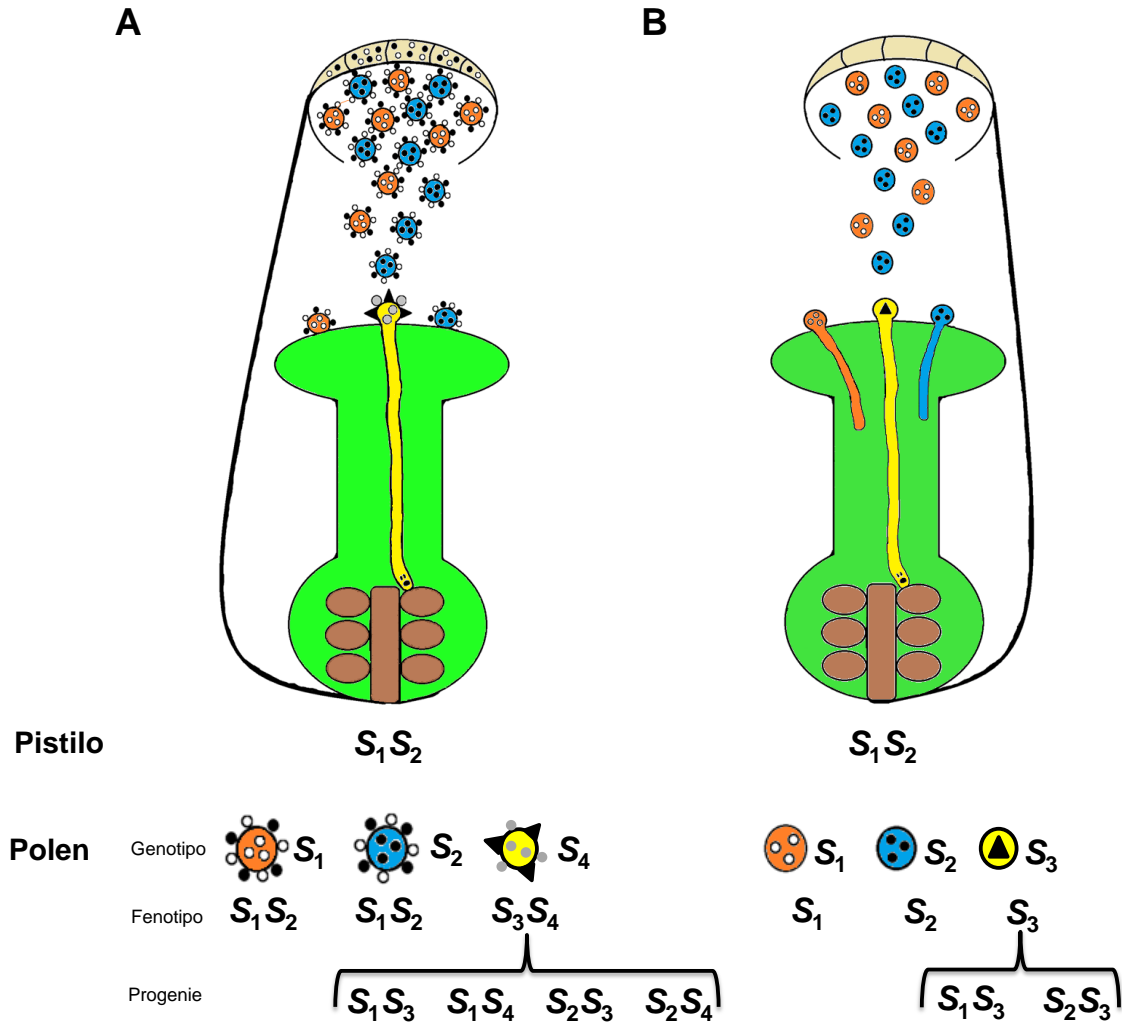 A B
Pistilo S1S2 S1S2
Polen Genotipo S1 S2 S4 S1 S2 S3
Fenotipo S1S2 S1S2 S3S4 S1 S2 S3
Progenie S1S3 S1S4 S2S3 S2S4 S1S3 S2S3